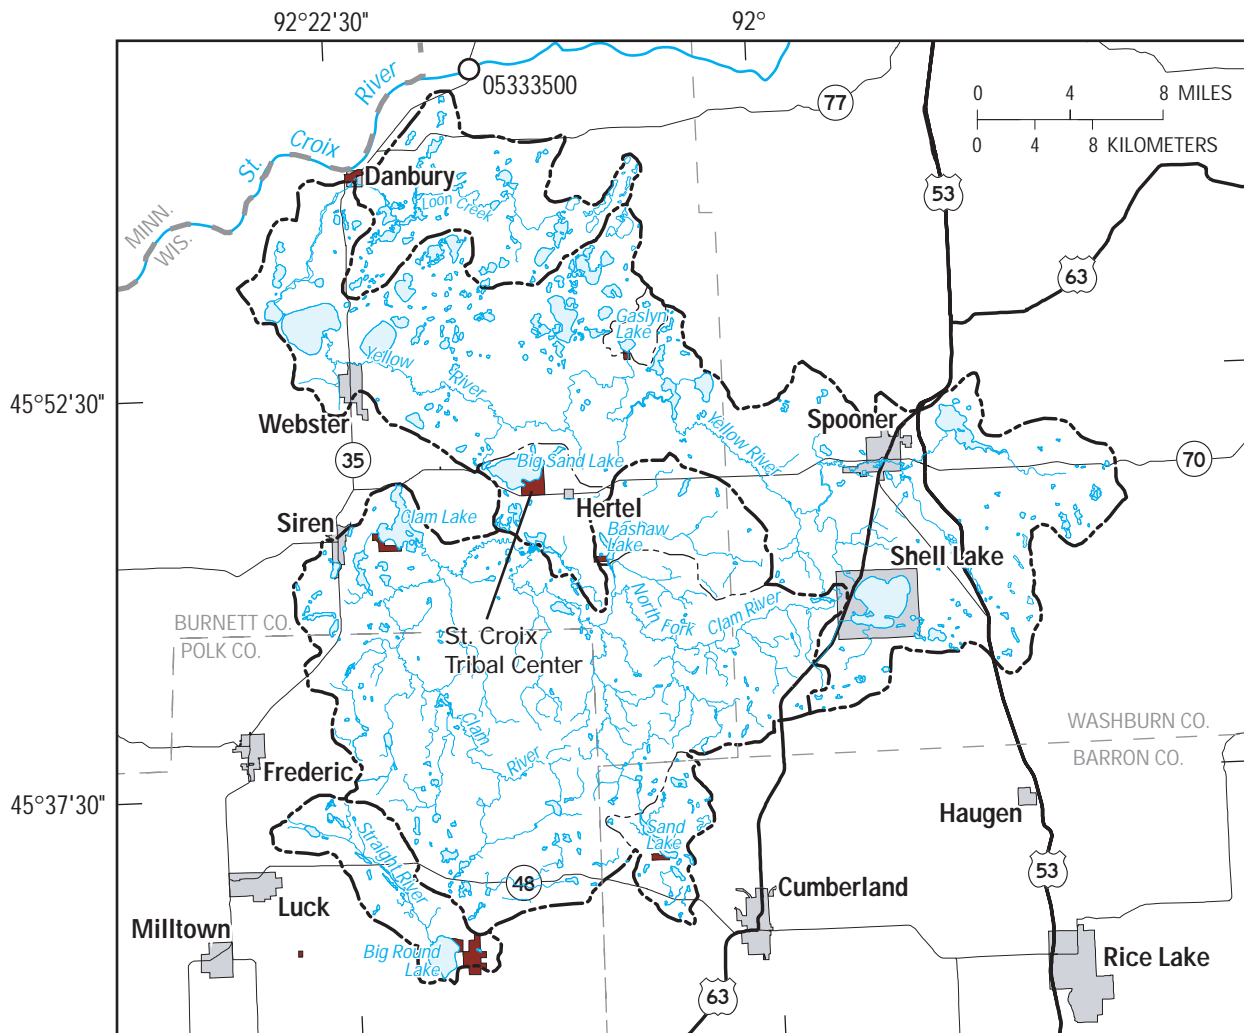 92°22'30"
92°
05333500
77
0 4 8 MILES
0 4 8 KILOMETERS
St. Croix River
Danbury
Loon Creek
MINN.
WIS.
53
63
Gaslyn
Lake
Yellow
River
45°52'30"
Webster
Spooner
Yellow River
35
Big Sand Lake
70
Hertel
Clam Lake
Siren
Bashaw
Lake
Shell Lake
North
Fork
Clam River
BURNETT CO.
POLK CO.
St. Croix
Tribal Center
Clam
River
WASHBURN CO.
BARRON CO.
Frederic
45°37'30"
Haugen
Sand
Lake
Straight River
48
53
Cumberland
Luck
Milltown
Big Round
Lake
Rice Lake
63